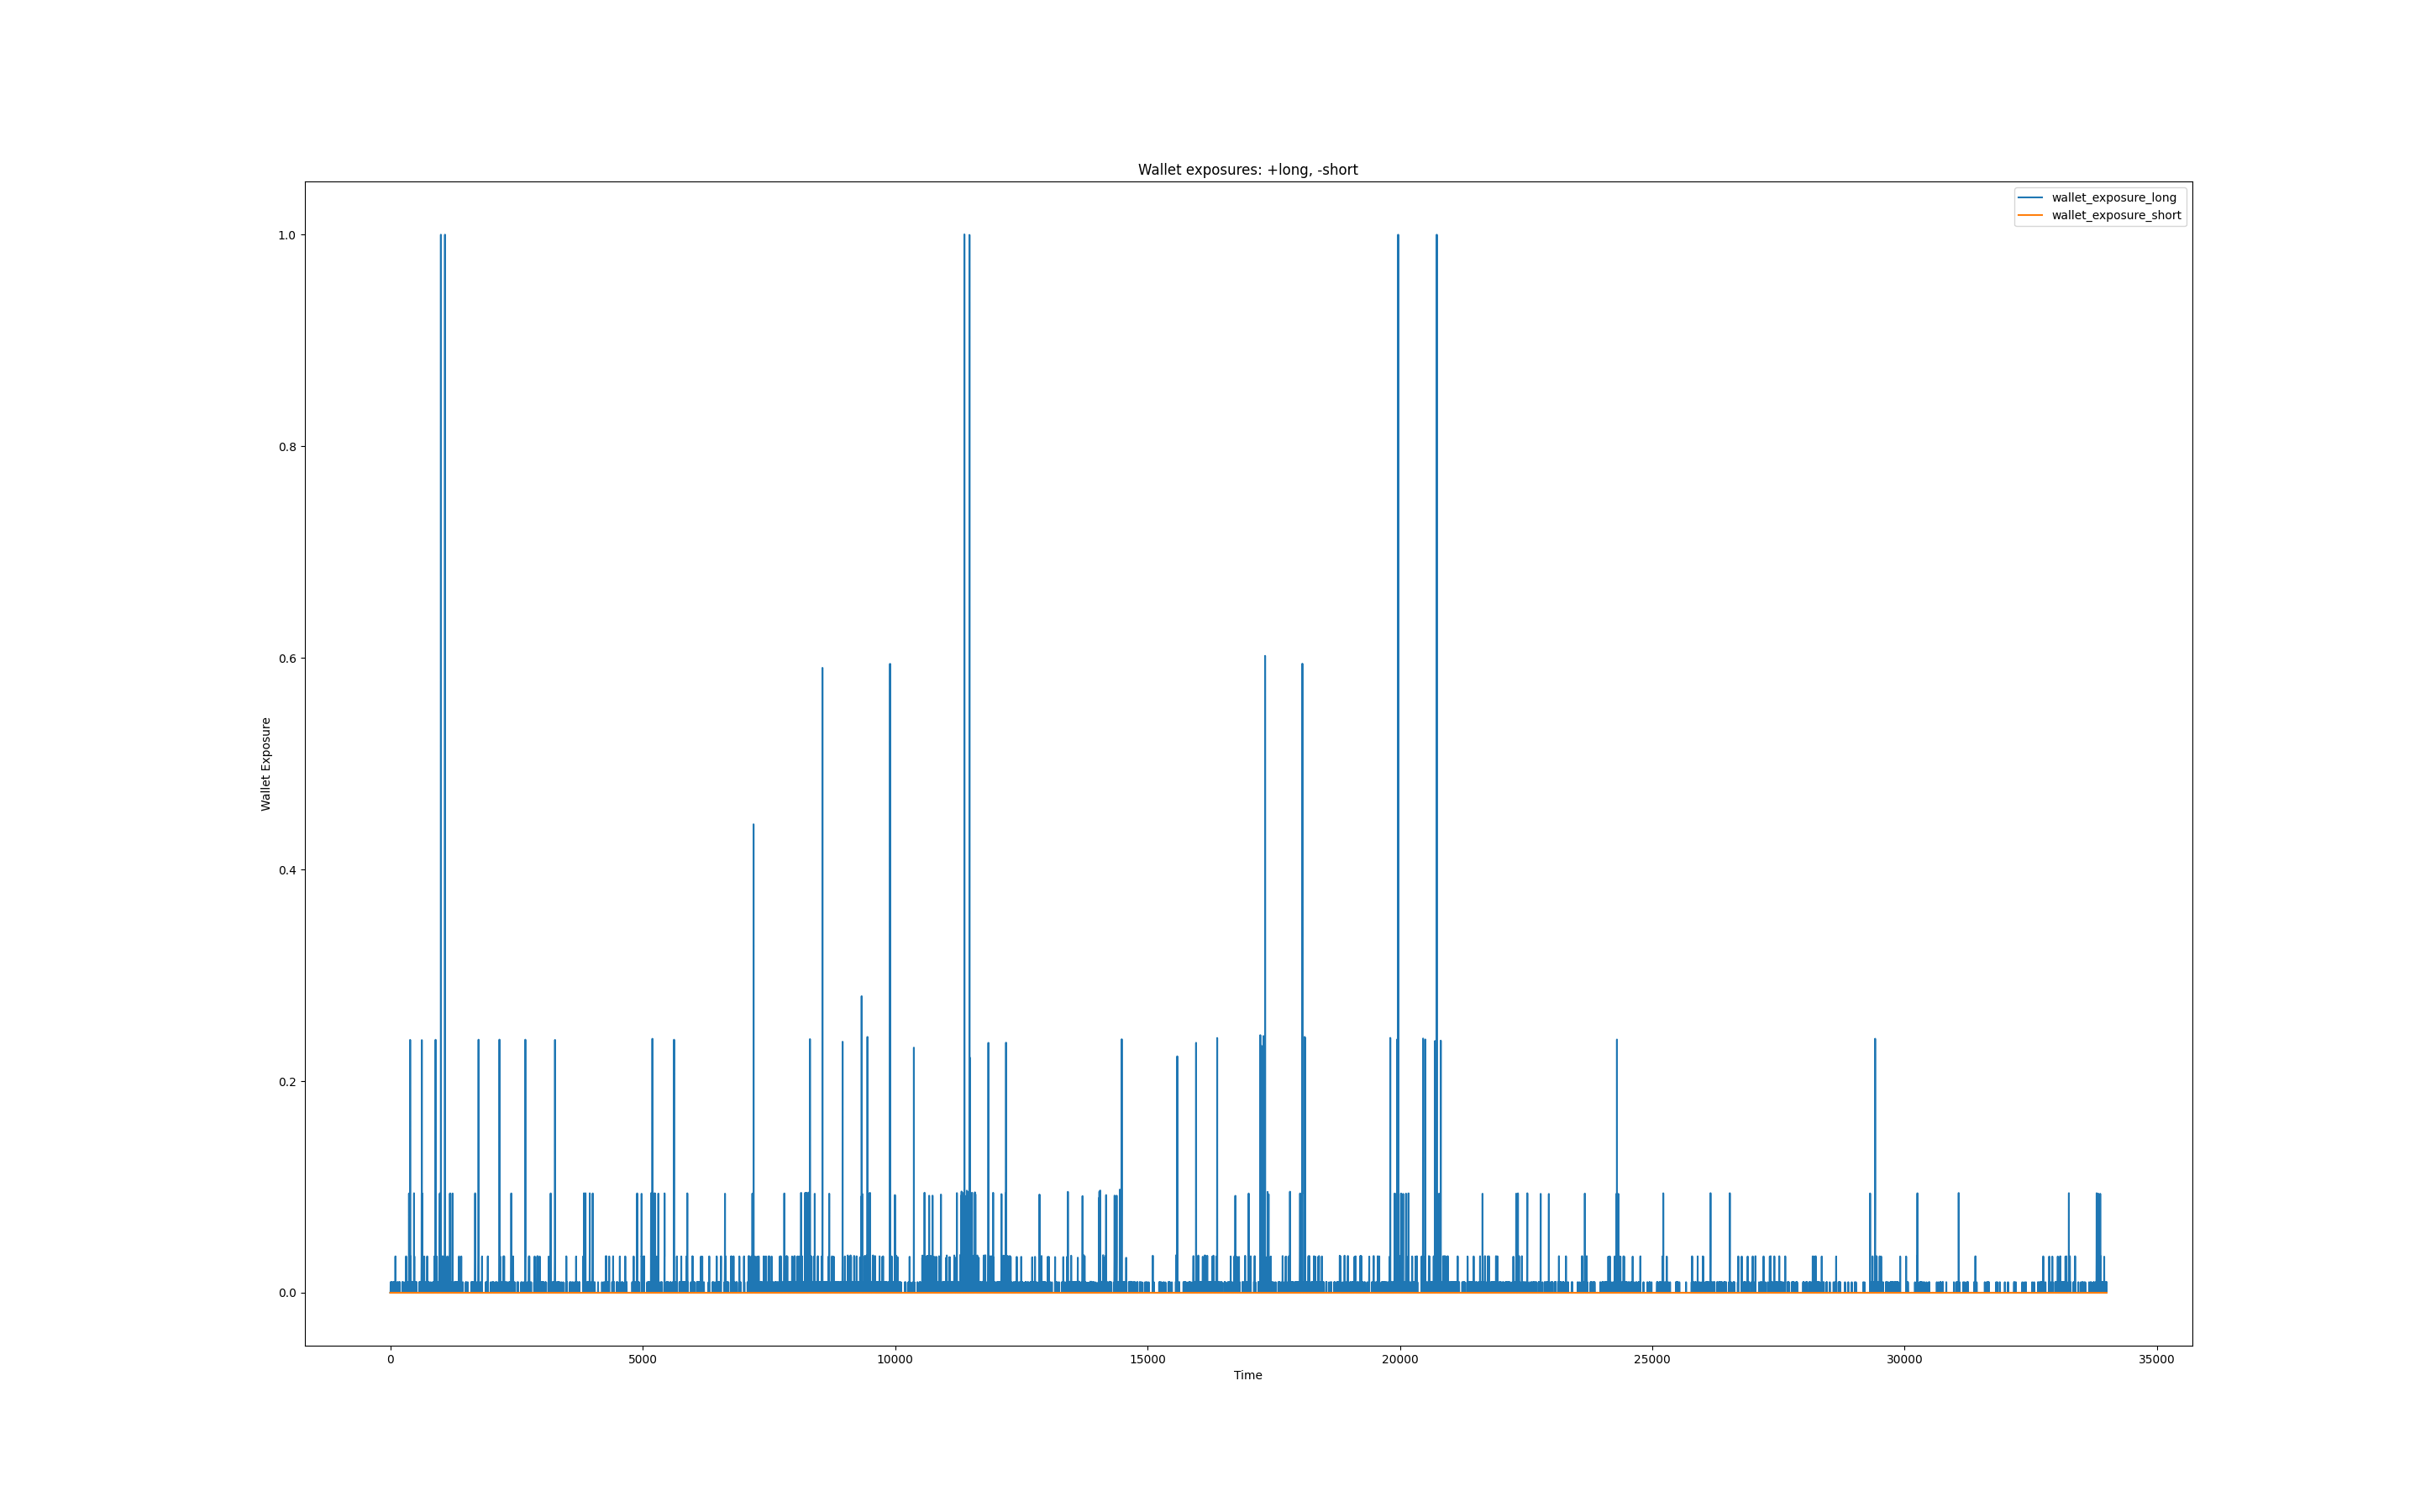 Wallet exposures: +long, -short
wallet_exposure_long
wallet_exposure_short
1.0
0.8
0.6
0.4
0.2
0.0
Wallet Exposure
0 5000 10000 15000 20000 25000 30000 35000
Time